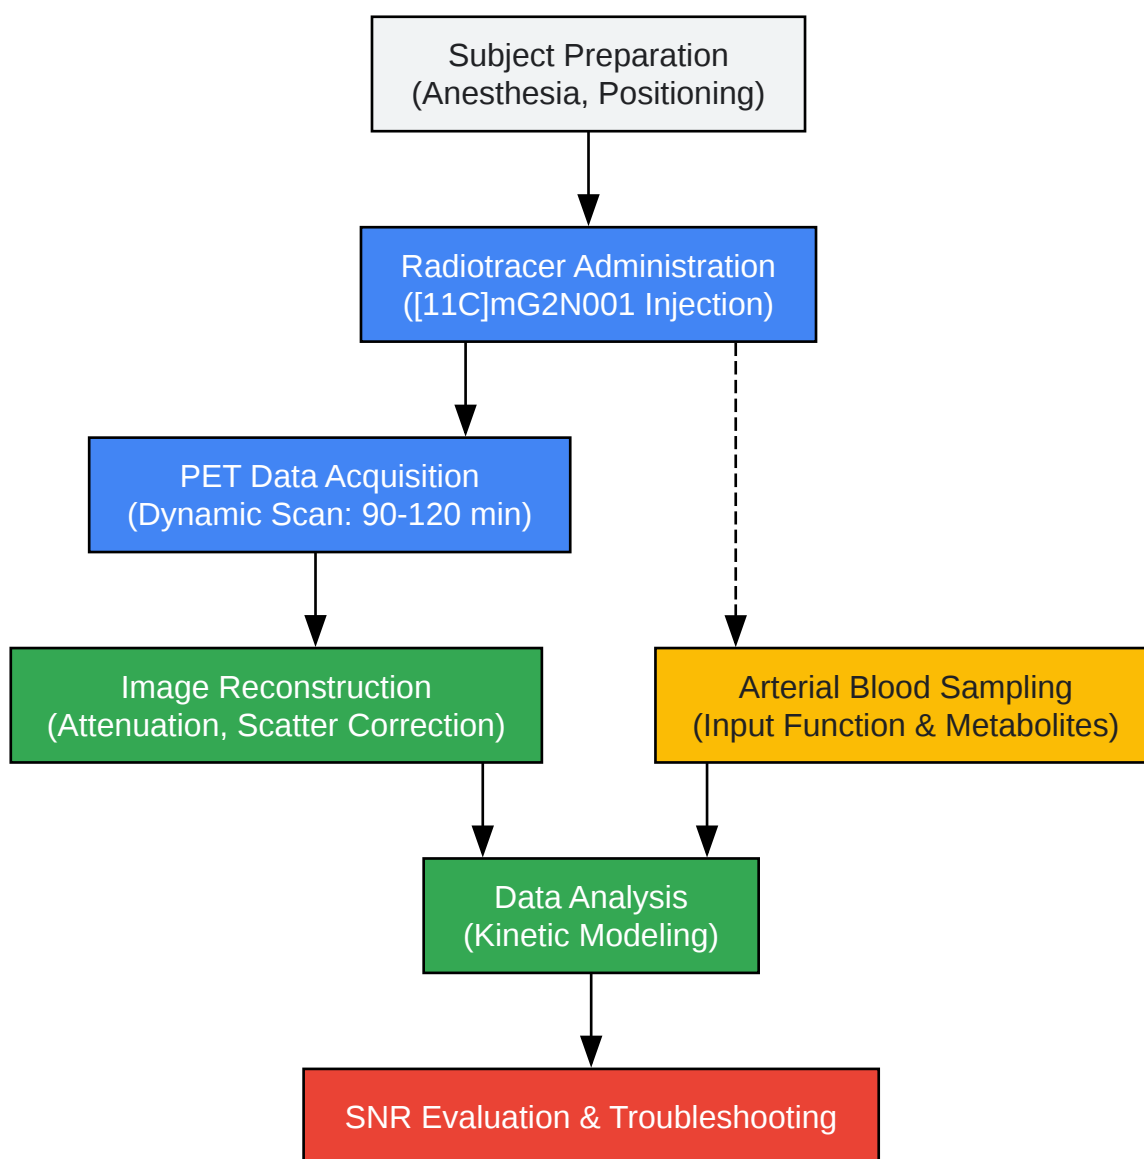 Subject Preparation
(Anesthesia, Positioning)
Radiotracer Administration
([11C]mG2N001 Injection)
PET Data Acquisition
(Dynamic Scan: 90-120 min)
Image Reconstruction
(Attenuation, Scatter Correction)
Arterial Blood Sampling
(Input Function & Metabolites)
Data Analysis
(Kinetic Modeling)
SNR Evaluation & Troubleshooting